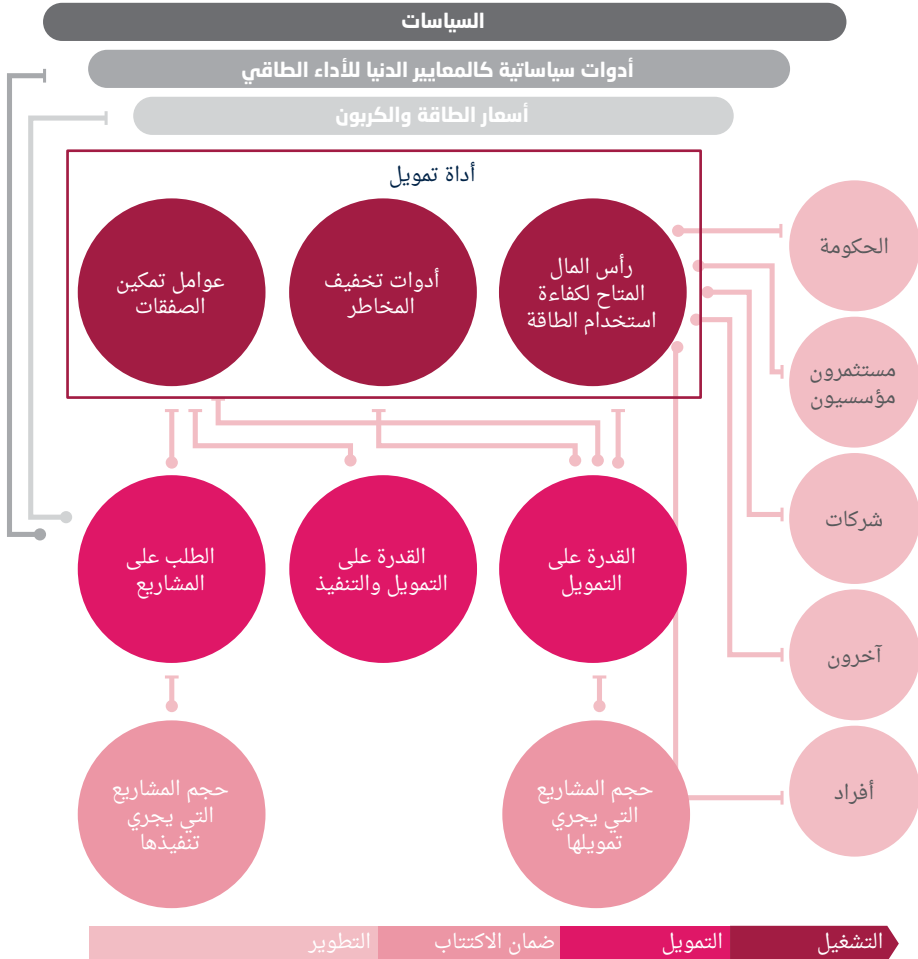 السياسات
أدوات سياساتية كالمعايير الدنيا للأداء الطاقي
أسعار الطاقة والكربون
أداة تمويل
رأس المال
المتاح لكفاءة
استخدام الطاقة
أدوات تخفيف
المخاطر
عوامل تمكين
الصفقات
الحكومة
مستثمرون
مؤسسيون
شركات
آخرون
أفراد
القدرة على
التمويل
القدرة على
التمويل والتنفيذ
الطلب على
المشاريع
حجم المشاريع
التي يجري
تمويلها
حجم المشاريع
التي يجري
تنفيذها
التشغيل
التمويل
ضمان الاكتتاب
التطوير